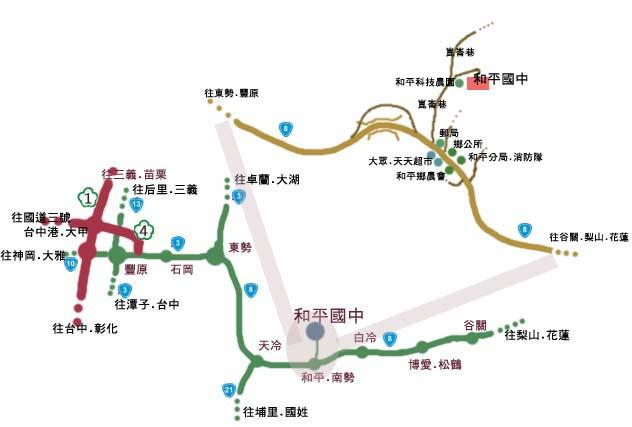 崑崙巷
和平科技農園
和平國中
往東勢.豐原
崑崙巷
8
郵局
鄉公所
大眾.天天超市
和平分局.消防隊
和平鄉農會
往三義.苗栗
往后里.三義
往卓蘭.大湖
1
13
3
往國道三號
台中港.大甲
4
3
東勢
往谷關.梨山.花蓮
8
往神岡.大雅
10
豐原
石岡
3
8
往潭子.台中
往台中.彰化
和平國中
天冷
白冷
8
谷關
往梨山.花蓮
和平.南勢
博愛.松鶴
21
往埔里.國姓